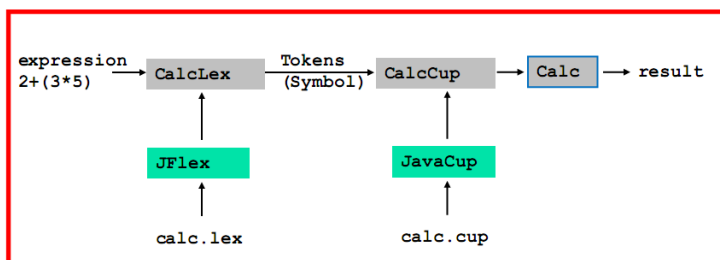 expression
2+(3*5)
CalcLex
Tokens
(Symbol)
CalcCup
Calc
result
JFlex
JavaCup
calc.lex
calc.cup